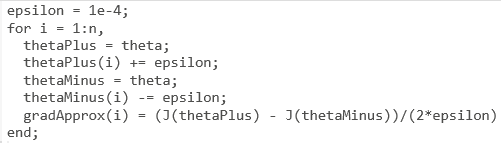 epsilon = 1e-4;
for i = 1:n,
  thetaPlus = theta;
  thetaPlus(i) += epsilon;
  thetaMinus = theta;
  thetaMinus(i) -= epsilon;
  gradApprox(i) = (J(thetaPlus) - J(thetaMinus))/(2*epsilon)
end;